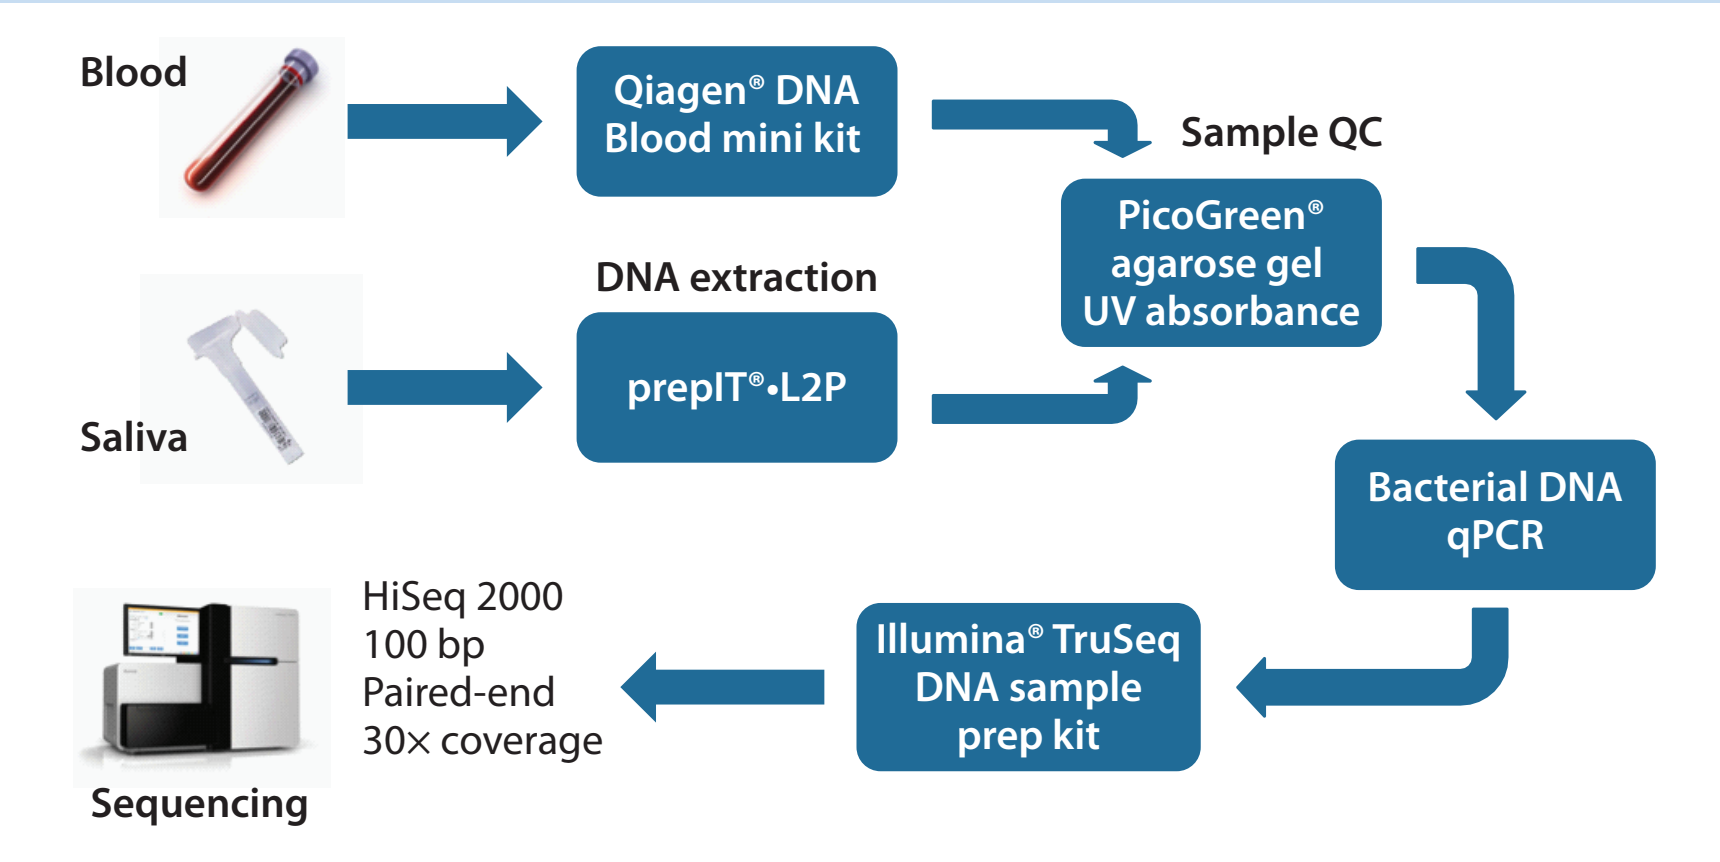 Blood
Qiagen® DNA
Blood mini kit
Sample QC
PicoGreen®
agarose gel
UV absorbance
DNA extraction
prepIT®•L2P
Saliva
Bacterial DNA
qPCR
Illumina® TruSeq
DNA sample
prep kit
HiSeq 2000
100 bp
Paired-end
30× coverage
Sequencing